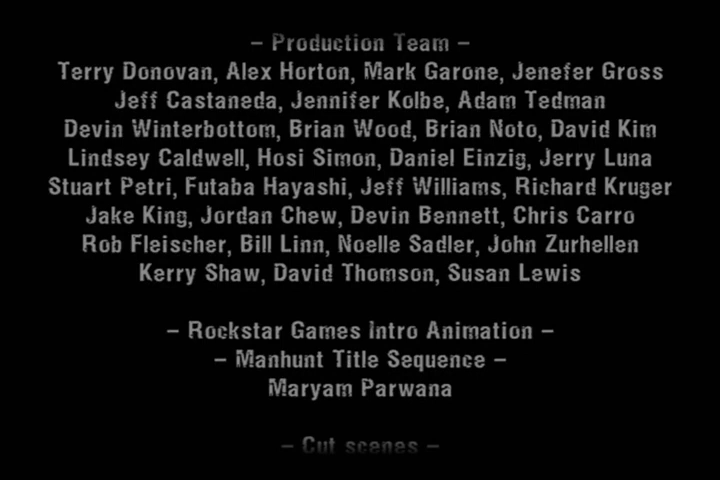 – Production Team –
Terry Donovan, Alex Horton, Mark Garone, Jenefer Gross
Jeff Castaneda, Jennifer Kolbe, Adam Tedman
Devin Winterbottom, Brian Wood, Brian Noto, David Kim
Lindsey Caldwell, Hosi Simon, Daniel Einzig, Jerry Luna
Stuart Petri, Futaba Hayashi, Jeff Williams, Richard Kruger
Jake King, Jordan Chew, Devin Bennett, Chris Carro
Rob Fleischer, Bill Linn, Noelle Sadler, John Zurhellen
Kerry Shaw, David Thomson, Susan Lewis
– Rockstar Games Intro Animation –
– Manhunt Title Sequence –
Maryam Parwana
– Cut scenes –